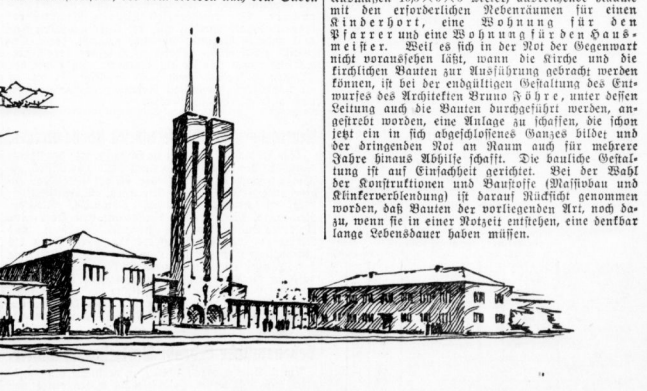 mit den erforderlichen Nebenräumen für einen
Kinderhort, eine Wohnung für den
Pfarrer und eine Wohnung für den Haus-
meister. Weil es sich in der Not der Gegenwart
nicht voraussehen läßt, wann die Kirche und die
kirchlichen Bauten zur Ausführung gebracht werden
können, ist bei der endgültigen Gestaltung des Ent-
wurfes des Architekten Bruno Föhre, unter dessen
Leitung auch die Bauten durchgeführt werden, an-
gestrebt worden, eine Anlage zu schaffen, die schon
jetzt ein in sich abgeschlossenes Ganzes bildet und
der dringenden Not an Raum auch für mehrere
Jahre hinaus Abhilfe schafft. Die bauliche Gestal-
tung ist auf Einfachheit gerichtet. Bei der Wahl
der Konstruktionen und Baustoffe (Massivbau und
Klinkerverblendung) ist darauf Rücksicht genommen
worden, daß Bauten der vorliegenden Art, noch da-
zu, wenn sie in einer Notzeit entstehen, eine denkbar
lange Lebensdauer haben müssen.